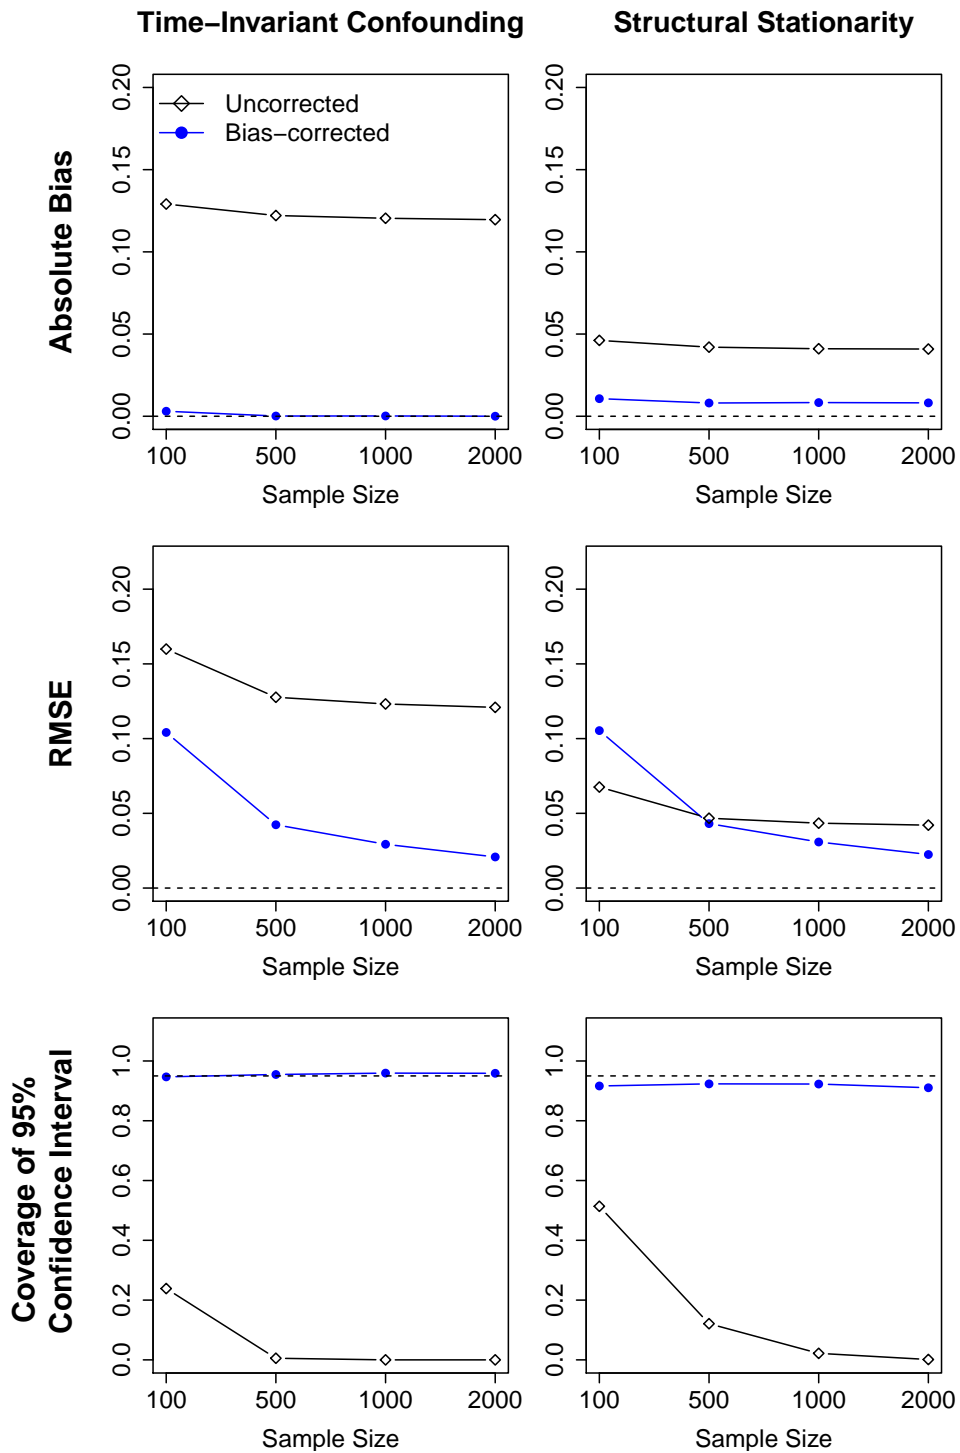 Time−Invariant Confounding
Structural Stationarity
Absolute Bias
0.00 0.05 0.10 0.15 0.20
Uncorrected
Bias−corrected
100 500 1000 2000
Sample Size
0.00 0.05 0.10 0.15 0.20
100 500 1000 2000
Sample Size
RMSE
0.00 0.05 0.10 0.15 0.20
100 500 1000 2000
Sample Size
0.00 0.05 0.10 0.15 0.20
100 500 1000 2000
Sample Size
Coverage of 95%
Confidence Interval
0.0 0.2 0.4 0.6 0.8 1.0
100 500 1000 2000
Sample Size
0.0 0.2 0.4 0.6 0.8 1.0
100 500 1000 2000
Sample Size